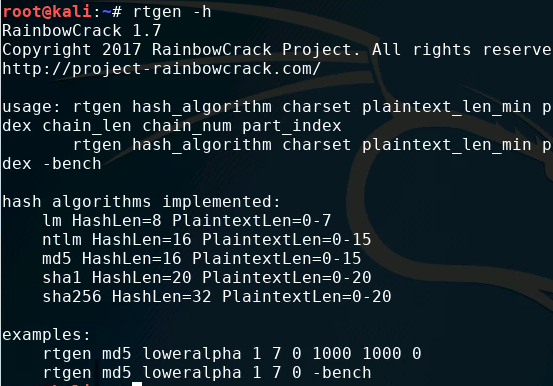 root@kali:~# rtgen -h
RainbowCrack 1.7
Copyright 2017 RainbowCrack Project. All rights reserve
http://project-rainbowcrack.com/
usage: rtgen hash_algorithm charset plaintext_len_min p
dex chain_len chain_num part_index
rtgen hash_algorithm charset plaintext_len_min p
dex -bench
hash algorithms implemented:
lm HashLen=8 PlaintextLen=0-7
ntlm HashLen=16 PlaintextLen=0-15
md5 HashLen=16 PlaintextLen=0-15
sha1 HashLen=20 PlaintextLen=0-20
sha256 HashLen=32 PlaintextLen=0-20
examples:
rtgen md5 loweralpha 1 7 0 1000 1000 0
rtgen md5 loweralpha 1 7 0 -bench